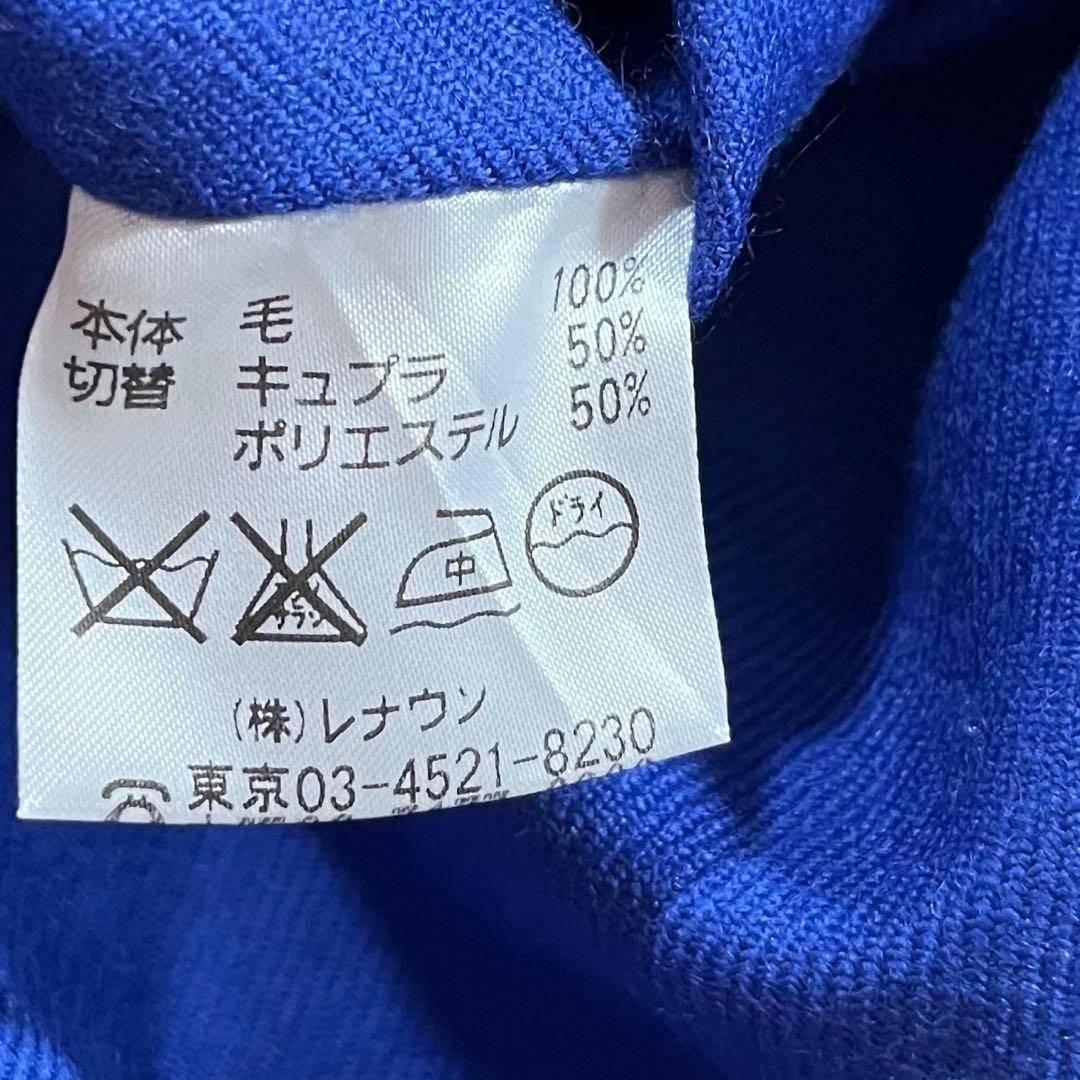 本体 毛 100%
切替 キュプラ 50%
ポリエステル 50%
中
ドライ
(株)レナウン
東京03-4521-8230